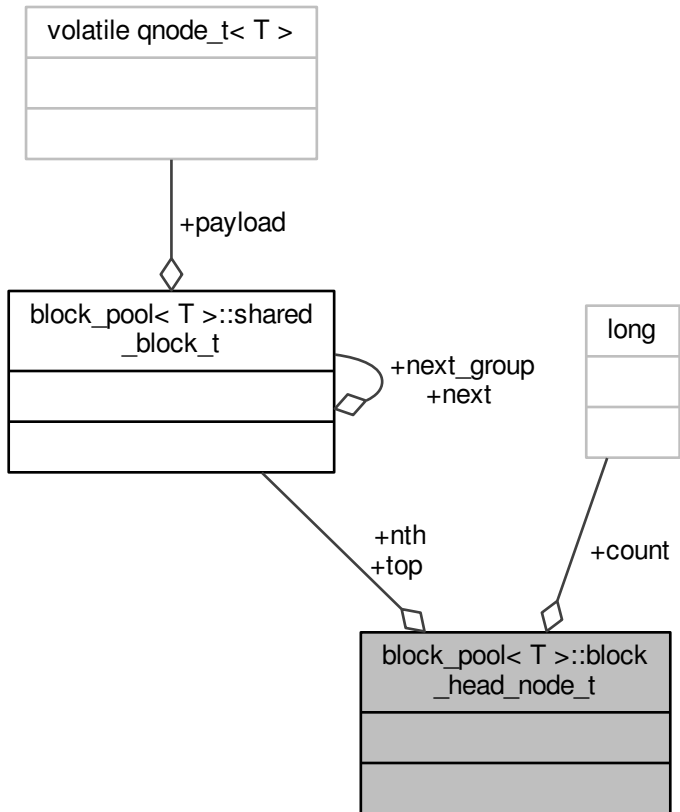 volatile qnode_t< T >
+payload
block_pool< T >::shared
_block_t
+next_group
+next
long
+nth
+top
+count
block_pool< T >::block
_head_node_t